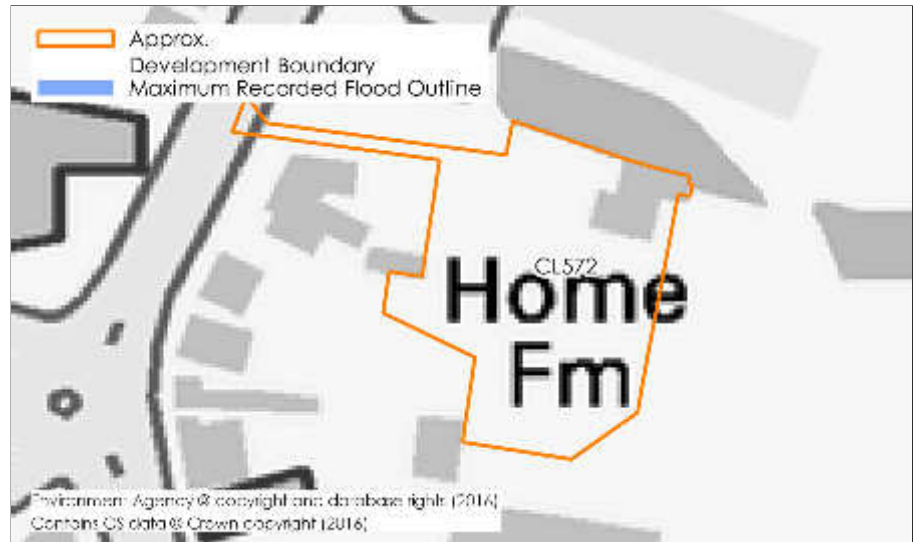 Approx.
Development Boundary
Maximum Recorded Flood Outline
CL572
Home
Fm
Environment Agency © copyright and database rights (2016)
Contains OS data © Crown copyright (2016)